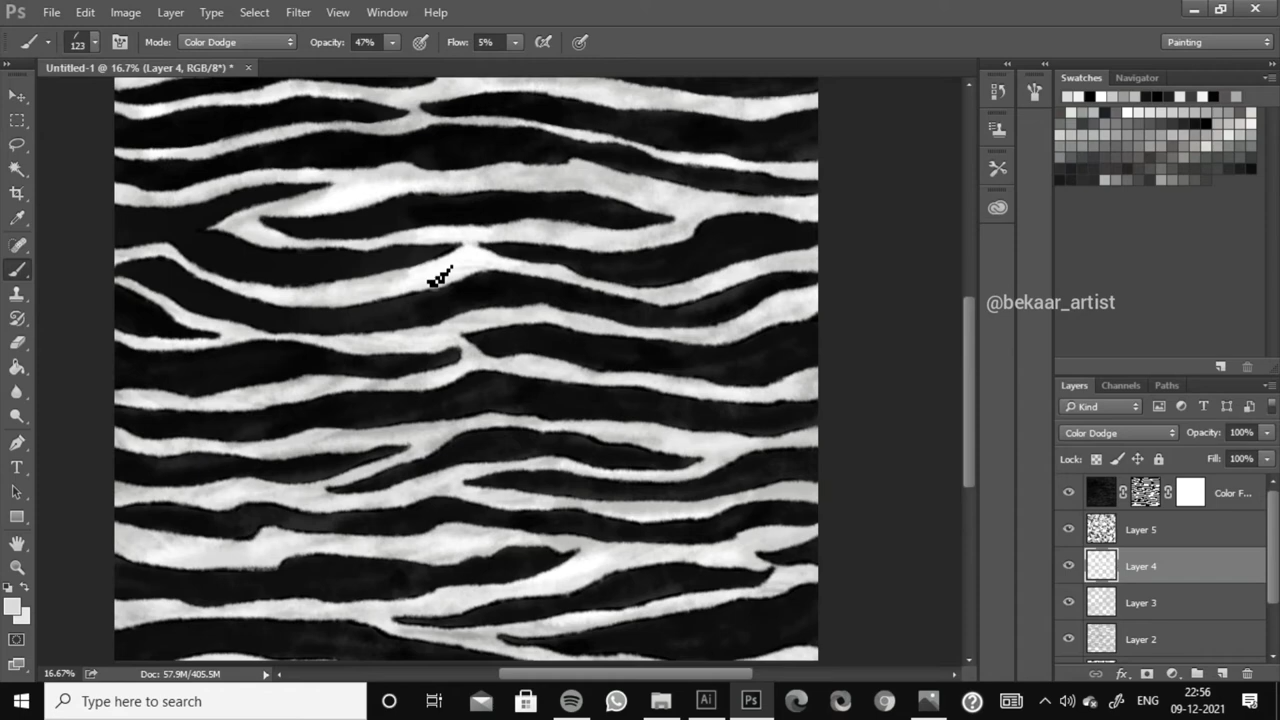 Ps File Edit Image Layer Type Select Filter View Window Help
123 Mode: Color Dodge Opacity: 47% Flow: 5% Painting
Untitled-1 @ 16.7% (Layer 4, RGB/8*) * ×
Swatches Navigator
@bekaar_artist
Layers Channels Paths
Kind
Color Dodge Opacity: 100%
Lock: Fill: 100%
Color F...
Layer 5
Layer 4
Layer 3
Layer 2
16.67% Doc: 57.9M/405.5M
Type here to search Ai Ps ENG 22:56
09-12-2021